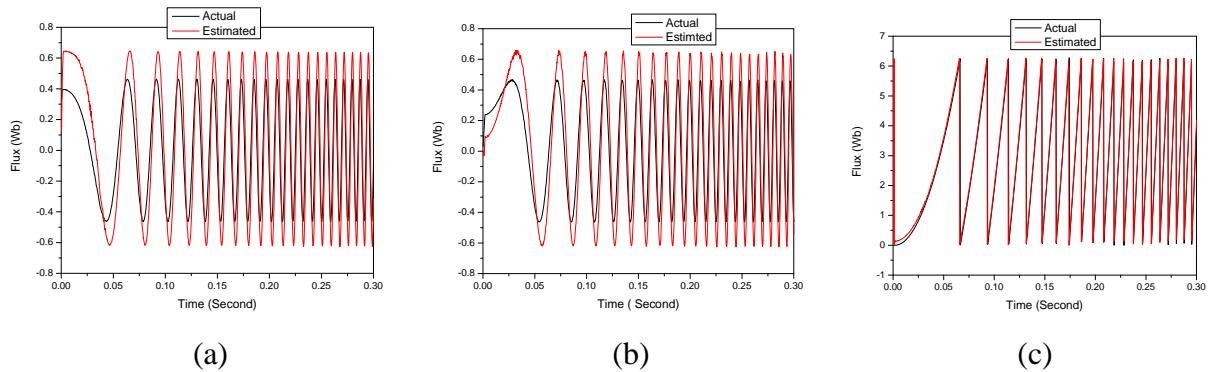 Actual
Estimated
0.8
0.6
0.4
0.2
0.0
-0.2
-0.4
-0.6
-0.8
Flux (Wb)
0.00 0.05 0.10 0.15 0.20 0.25 0.30
Time (Second)
(a)
Actual
Estimted
0.8
0.6
0.4
0.2
0.0
-0.2
-0.4
-0.6
-0.8
Flux (Wb)
0.00 0.05 0.10 0.15 0.20 0.25 0.30
Time ( Second)
(b)
Actual
Estimated
7
6
5
4
3
2
1
0
-1
Flux (Wb)
0.00 0.05 0.10 0.15 0.20 0.25 0.30
Time (Second)
(c)